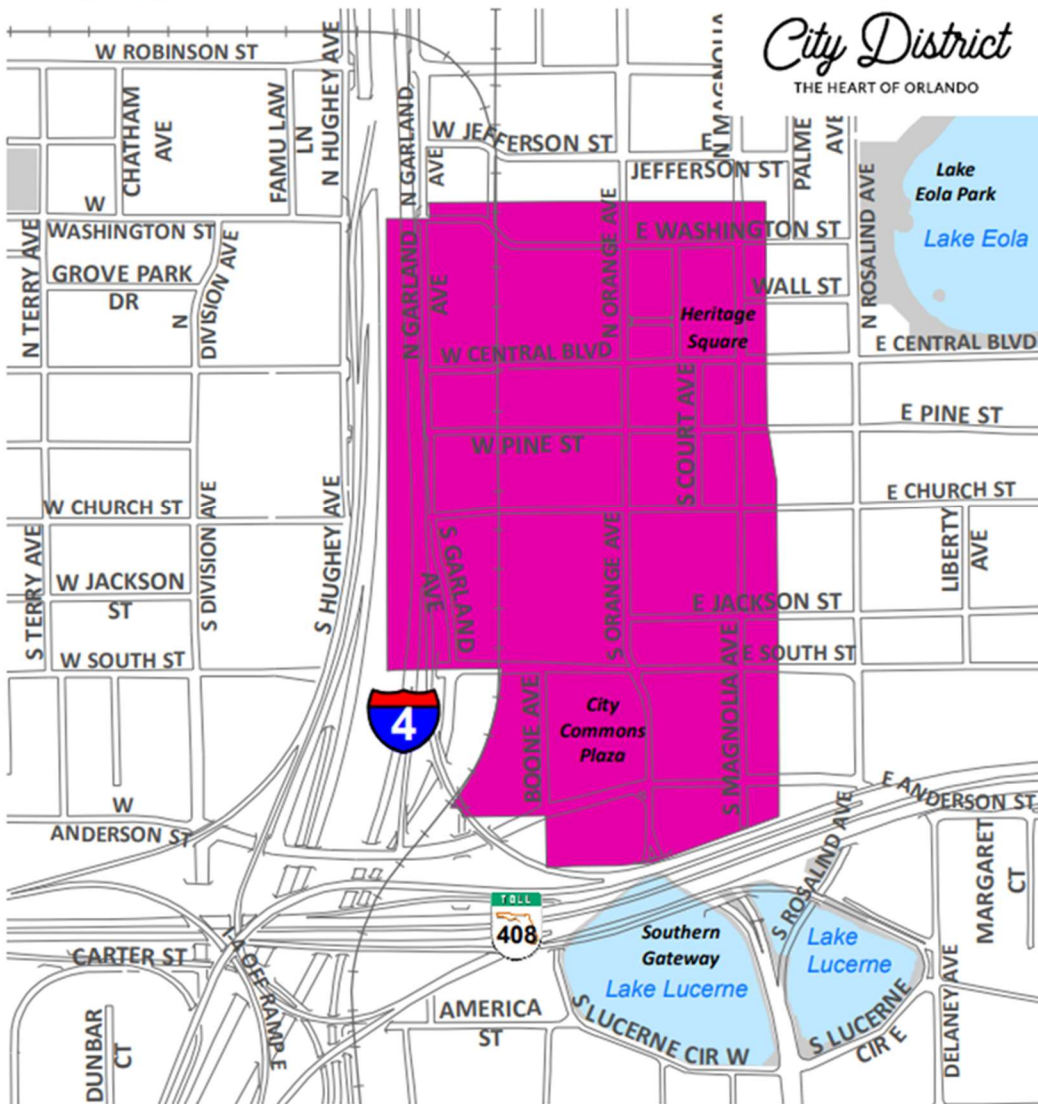 City District
THE HEART OF ORLANDO
W ROBINSON ST
N HUGHEY AVE
N MAGNOLIA
CHATHAM
AVE
FAMU LAW
LN
N GARLAND
AVE
W JEFFERSON ST
E
JEFFERSON ST
PALME
AVE
Lake
Eola Park
Lake Eola
N ROSALIND AVE
W
WASHINGTON ST
E WASHINGTON ST
N TERRY AVE
GROVE PARK
DR
N
DIVISION AVE
N GARLAND
AVE
N ORANGE AVE
WALL ST
Heritage
Square
W CENTRAL BLVD
E CENTRAL BLVD
S COURT AVE
E PINE ST
W PINE ST
W CHURCH ST
E CHURCH ST
S TERRY AVE
S DIVISION AVE
S HUGHEY AVE
S GARLAND
AVE
S ORANGE AVE
LIBERTY
AVE
W JACKSON
ST
E JACKSON ST
W SOUTH ST
E SOUTH ST
4
BOONE AVE
City
Commons
Plaza
S MAGNOLIA AVE
W
ANDERSON ST
E ANDERSON ST
S ROSALIND AVE
MARGARET
CT
TOLL
408
I 4 OFF RAMP E
CARTER ST
Southern
Gateway
Lake Lucerne
Lake
Lucerne
AMERICA
ST
S LUCERNE CIR W
S LUCERNE
CIR E
DELANEY AVE
DUNBAR
CT